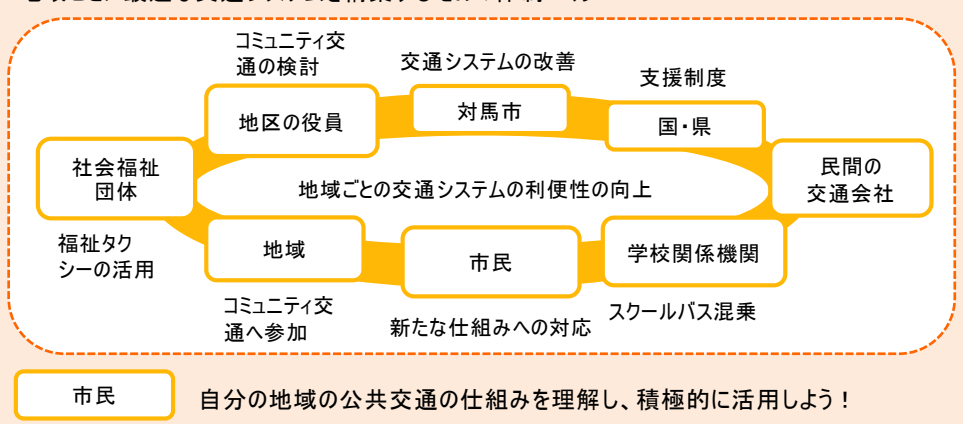 コミュニティ交
通の検討
交通システムの改善
支援制度
地区の役員
対馬市
国・県
社会福祉
団体
民間の
交通会社
地域ごとの交通システムの利便性の向上
福祉タク
シーの活用
地域
市民
学校関係機関
コミュニティ交
通へ参加
新たな仕組みへの対応
スクールバス混乗
市民
自分の地域の公共交通の仕組みを理解し、積極的に活用しよう！